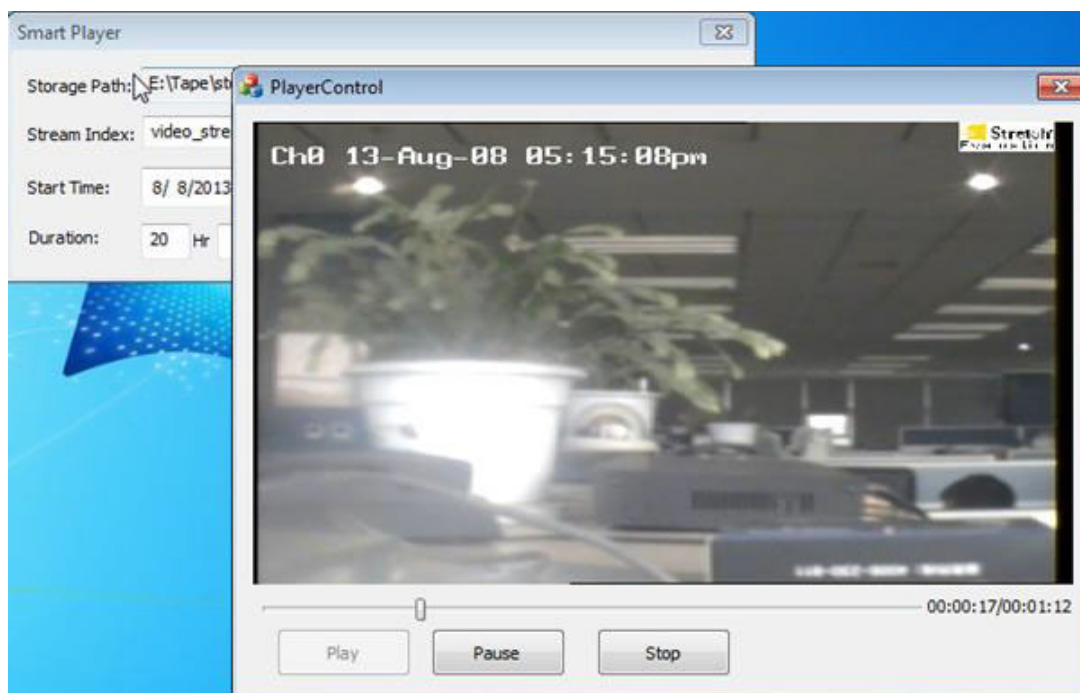 Smart Player
Storage Path: E:\Tape\st
PlayerControl
Stream Index: video_stre
Start Time: 8/ 8/2013
Duration: 20 Hr
Ch0 13-Aug-08 05:15:08pm
Stretch
00:00:17/00:01:12
Play Pause Stop